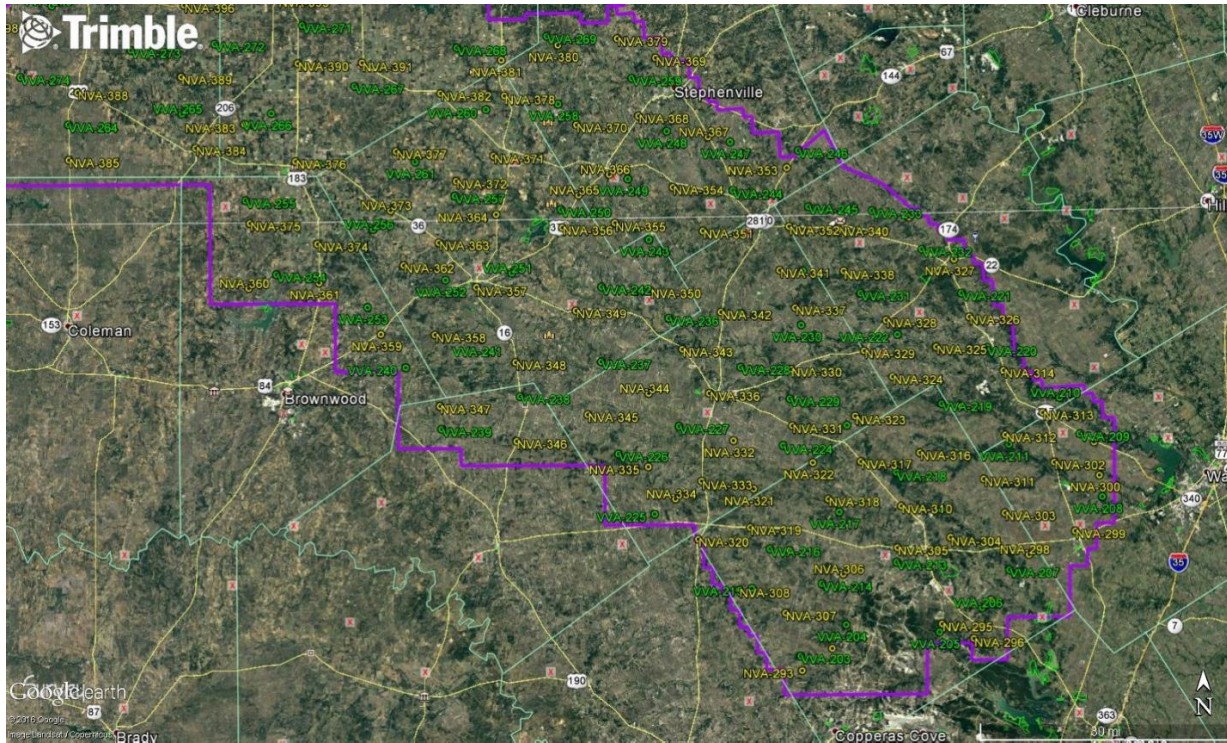 Trimble
NVA-396
VVA-271
VVA-268
VVA-269
NVA-379
NVA-380
NVA-369
Cleburne
67
VVA-272
VVA-273
VVA-274
NVA-390
NVA-391
NVA-381
NVA-389
VVA-259
144
VVA-267
NVA-388
206
NVA-382
NVA-378
Stephenville
VVA-265
VVA-260
VVA-258
NVA-368
35W
VVA-264
NVA-383
VVA-266
NVA-370
NVA-367
VVA-248
VVA-247
NVA-384
NVA-377
NVA-371
VVA-246
NVA-385
NVA-376
VVA-261
NVA-366
NVA-353
183
NVA-372
NVA-365
VVA-249
NVA-354
VVA-244
VVA-255
NVA-373
VVA-257
NVA-364
VVA-250
VVA-245
NVA-375
36
NVA-356
NVA-355
NVA-351
281
NVA-352
NVA-340
174
NVA-374
NVA-363
VVA-243
NVA-362
VVA-251
NVA-341
NVA-338
NVA-327
22
NVA-360
VVA-254
NVA-361
VVA-252
NVA-357
VVA-242
NVA-350
VVA-231
VVA-221
153
Coleman
VVA-253
NVA-349
VVA-236
NVA-342
NVA-337
NVA-328
NVA-326
16
NVA-359
NVA-358
VVA-241
VVA-230
VVA-222
NVA-343
NVA-329
NVA-325
VVA-220
VVA-240
NVA-348
VVA-237
VVA-228
NVA-330
NVA-324
NVA-314
84
Brownwood
NVA-344
NVA-336
VVA-210
VVA-238
VVA-229
VVA-219
NVA-347
NVA-345
NVA-323
NVA-313
VVA-239
VVA-227
NVA-331
NVA-312
VVA-209
77
NVA-346
NVA-332
VVA-224
VVA-226
NVA-316
VVA-211
NVA-335
NVA-322
NVA-317
NVA-302
VVA-218
NVA-333
NVA-311
NVA-300
NVA-334
NVA-321
NVA-318
NVA-310
VVA-208
340
VVA-225
VVA-217
NVA-303
NVA-319
NVA-299
NVA-320
NVA-304
VVA-216
NVA-305
NVA-298
35
VVA-213
NVA-306
VVA-207
VVA-214
NVA-308
VVA-206
NVA-307
NVA-295
7
VVA-204
VVA-205
NVA-296
VVA-203
NVA-293
190
Google earth
N
87
© 2016 Google
Image Landsat / Copernicus
Brady
Copperas Cove
363
30 mi